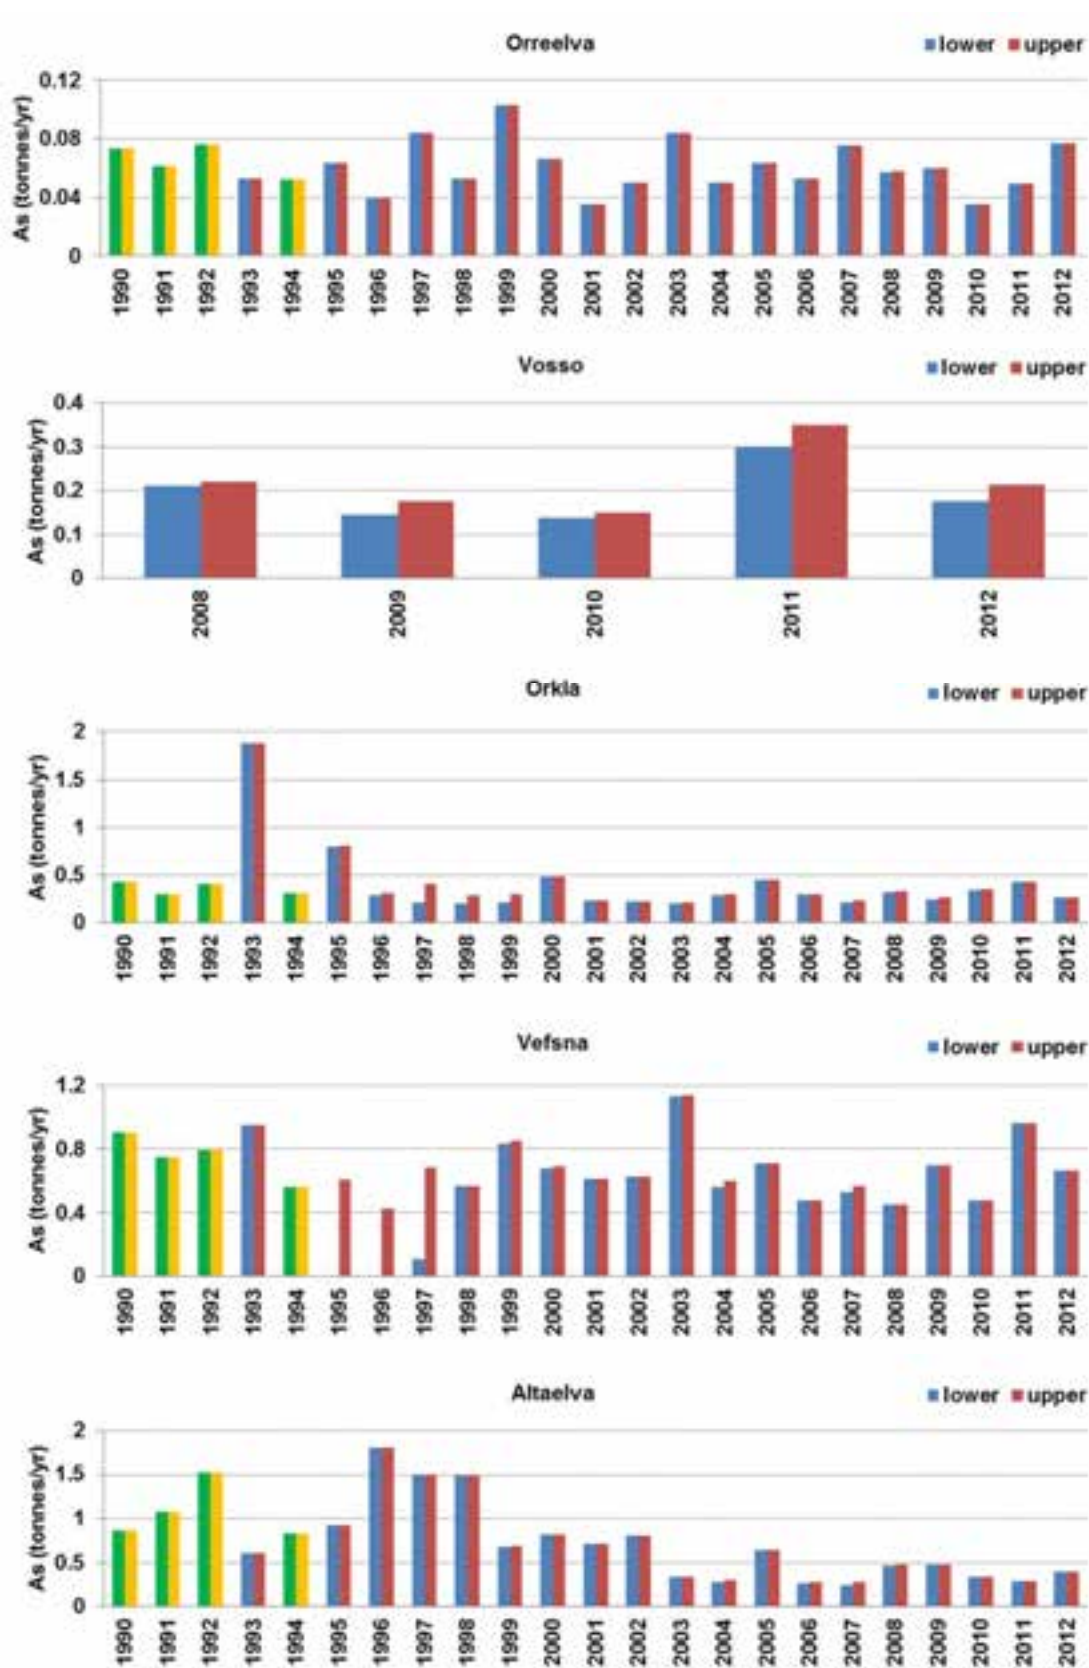 Orreelva
lower upper
As (tonnes/yr)
0.12
0.08
0.04
0
1990 1991 1992 1993 1994 1995 1996 1997 1998 1999 2000 2001 2002 2003 2004 2005 2006 2007 2008 2009 2010 2011 2012
Vosso
lower upper
As (tonnes/yr)
0.4
0.3
0.2
0.1
0
2008 2009 2010 2011 2012
Orkla
lower upper
As (tonnes/yr)
2
1.5
1
0.5
0
1990 1991 1992 1993 1994 1995 1996 1997 1998 1999 2000 2001 2002 2003 2004 2005 2006 2007 2008 2009 2010 2011 2012
Vefsna
lower upper
As (tonnes/yr)
1.2
0.8
0.4
0
1990 1991 1992 1993 1994 1995 1996 1997 1998 1999 2000 2001 2002 2003 2004 2005 2006 2007 2008 2009 2010 2011 2012
Altaelva
lower upper
As (tonnes/yr)
2
1.5
1
0.5
0
1990 1991 1992 1993 1994 1995 1996 1997 1998 1999 2000 2001 2002 2003 2004 2005 2006 2007 2008 2009 2010 2011 2012